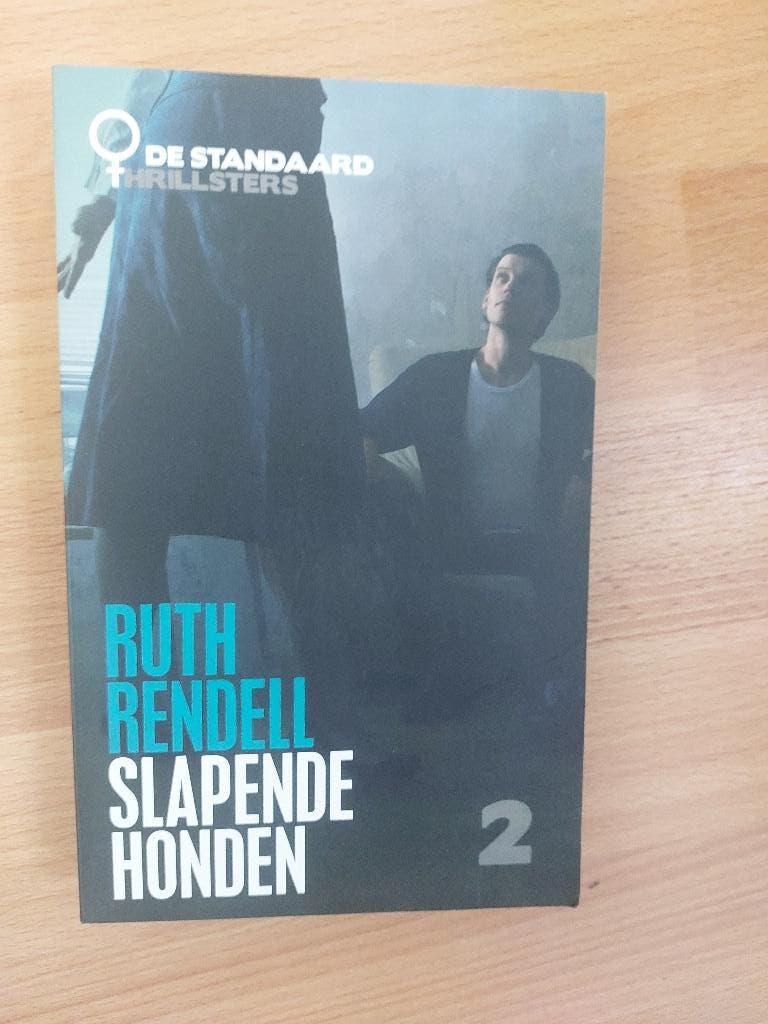 DE STANDAARD
THRILLSTERS
RUTH
RENDELL
SLAPENDE
HONDEN
2